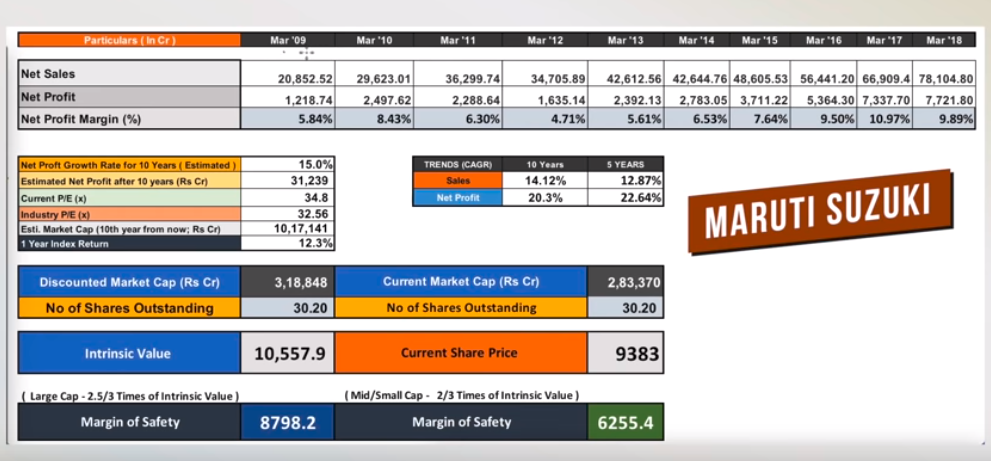 Particulars ( In Cr ) Mar '09 Mar '10 Mar '11 Mar '12 Mar '13 Mar '14 Mar '15 Mar '16 Mar '17 Mar '18
Net Sales 20,852.52 29,623.01 36,299.74 34,705.89 42,612.56 42,644.76 48,605.53 56,441.20 66,909.4 78,104.80
Net Profit 1,218.74 2,497.62 2,288.64 1,635.14 2,392.13 2,783.05 3,711.22 5,364.30 7,337.70 7,721.80
Net Profit Margin (%) 5.84% 8.43% 6.30% 4.71% 5.61% 6.53% 7.64% 9.50% 10.97% 9.89%
Net Proft Growth Rate for 10 Years ( Estimated ) 15.0%
Estimated Net Profit after 10 years (Rs Cr) 31,239
Current P/E (x) 34.8
Industry P/E (x) 32.56
Esti. Market Cap (10th year from now; Rs Cr) 10,17,141
1 Year Index Return 12.3%
TRENDS (CAGR) 10 Years 5 YEARS
Sales 14.12% 12.87%
Net Profit 20.3% 22.64%
MARUTI SUZUKI
Discounted Market Cap (Rs Cr) 3,18,848 Current Market Cap (Rs Cr) 2,83,370
No of Shares Outstanding 30.20 No of Shares Outstanding 30.20
Intrinsic Value 10,557.9 Current Share Price 9383
( Large Cap - 2.5/3 Times of Intrinsic Value ) ( Mid/Small Cap - 2/3 Times of Intrinsic Value )
Margin of Safety 8798.2 Margin of Safety 6255.4